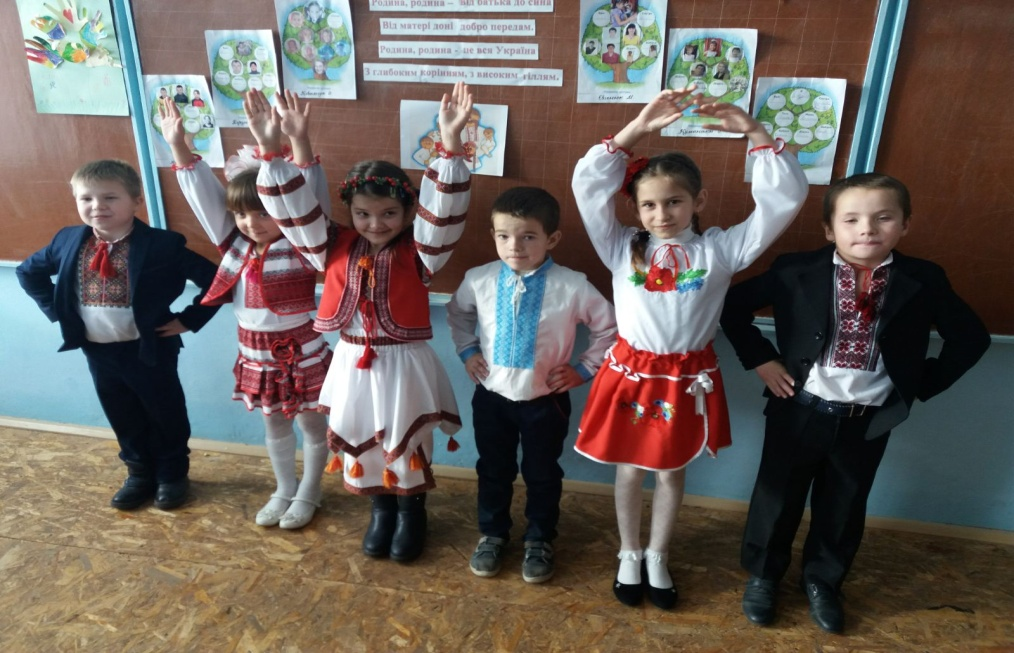 Родина, родина – від батька до сина
Від матері доні добро передам.
Родина, родина - це вся Україна
З глибоким корінням, з високим гіллям.